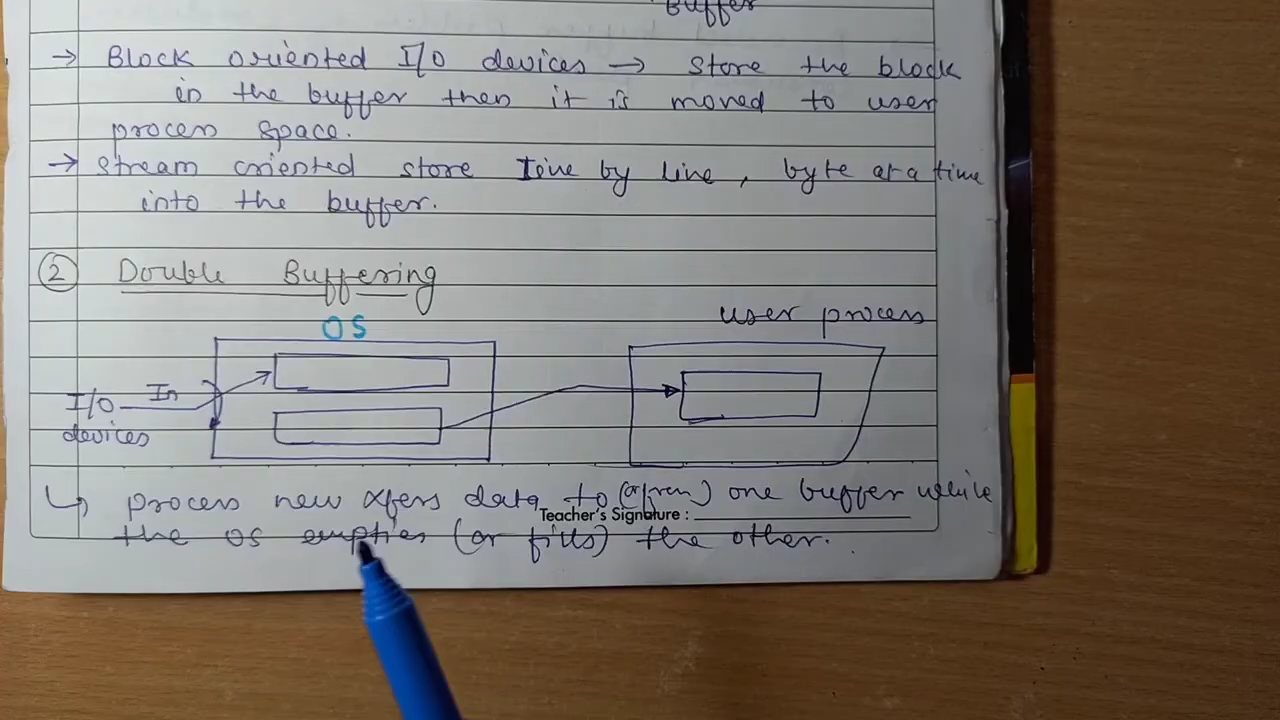 Buffer
→ Block oriented I/O devices → Store the block
in the buffer then it is moved to user
process space.
→ Stream oriented store line by line, byte at a time
into the buffer.
② Double Buffering
OS
user process
In
I/O
devices
↳ process new xfers data to (or from) one buffer while
Teacher's Signature :
the OS empties (or fills) the other.